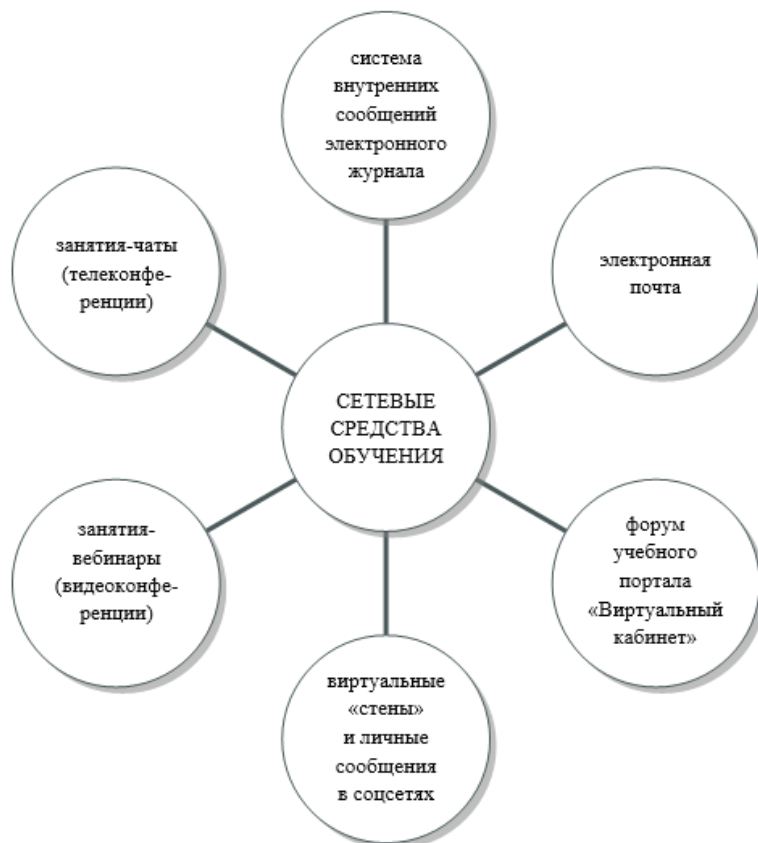 система
внутренних
сообщений
электронного
журнала
занятия-чаты
(телеконфе-
ренции)
электронная
почта
СЕТЕВЫЕ
СРЕДСТВА
ОБУЧЕНИЯ
занятия-
вебинары
(видеоконфе-
ренции)
форум
учебного
портала
«Виртуальный
кабинет»
виртуальные
«стены»
и личные
сообщения
в соцсетях